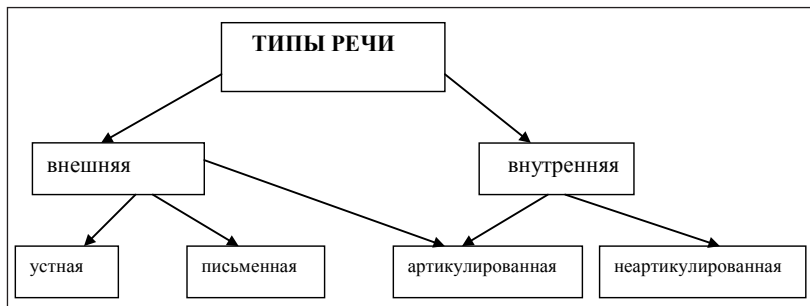 ТИПЫ РЕЧИ
внешняя
внутренняя
устная
письменная
артикулированная
неартикулированная